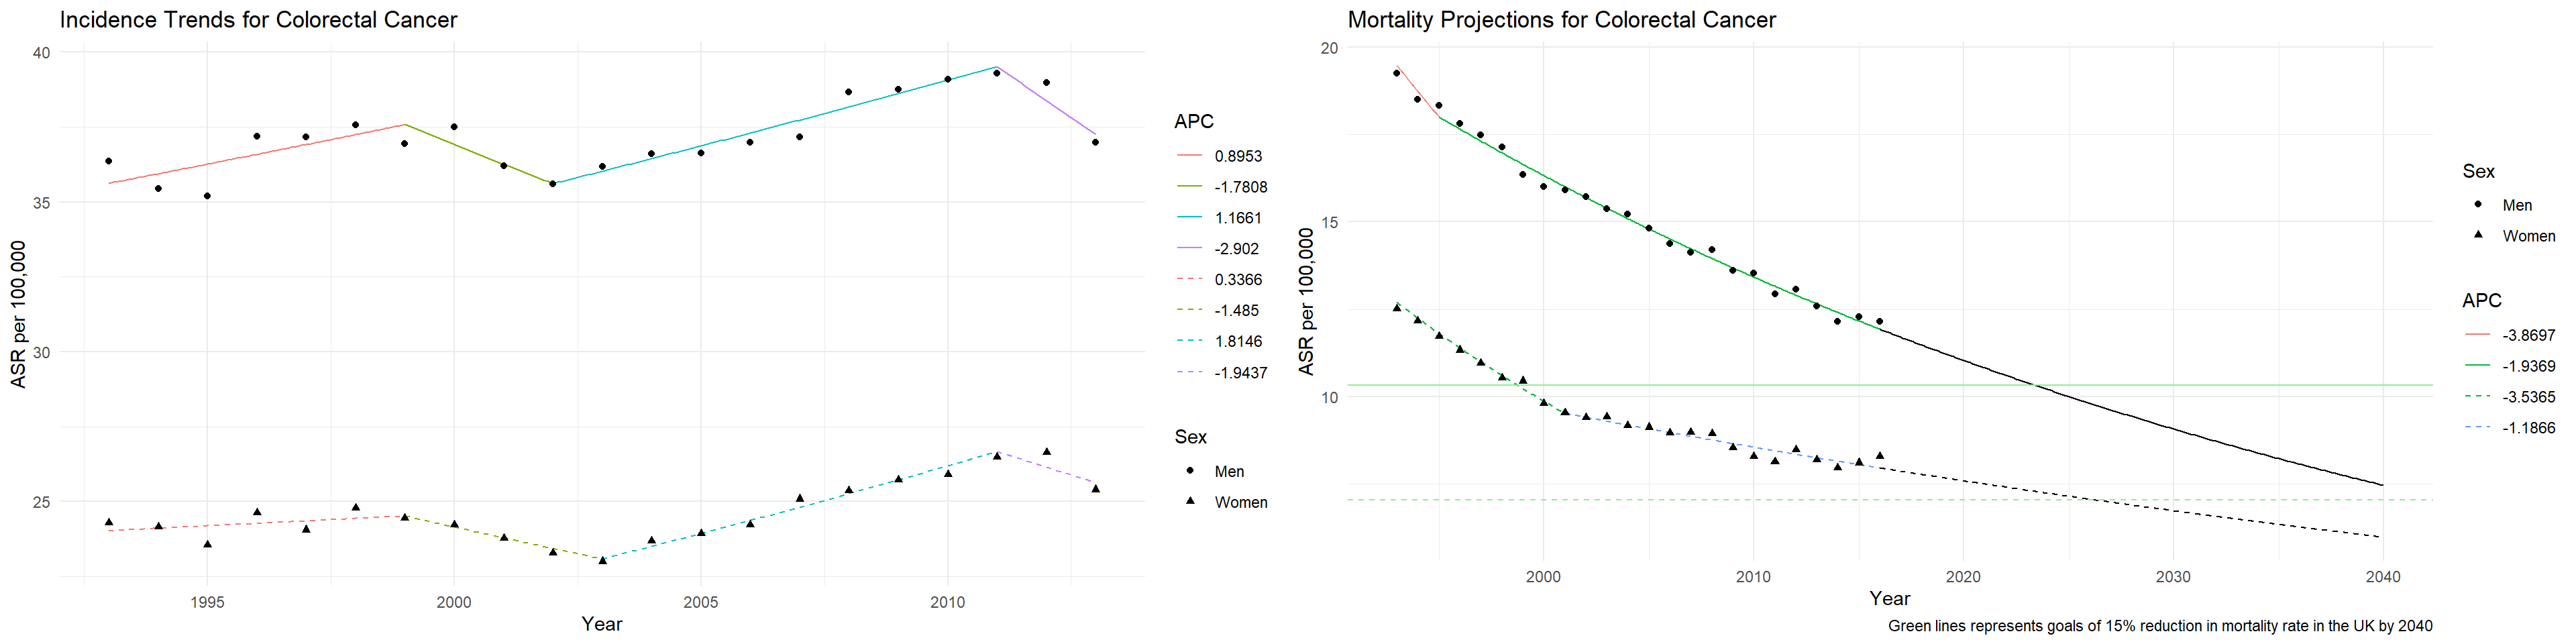 Incidence Trends for Colorectal Cancer
40
35
30
25
ASR per 100,000
1995 2000 2005 2010
Year
APC
0.8953
-1.7808
1.1661
-2.902
0.3366
-1.485
1.8146
-1.9437
Sex
Men
Women
Mortality Projections for Colorectal Cancer
20
15
10
ASR per 100,000
2000 2010 2020 2030 2040
Year
Green lines represents goals of 15% reduction in mortality rate in the UK by 2040
Sex
Men
Women
APC
-3.8697
-1.9369
-3.5365
-1.1866